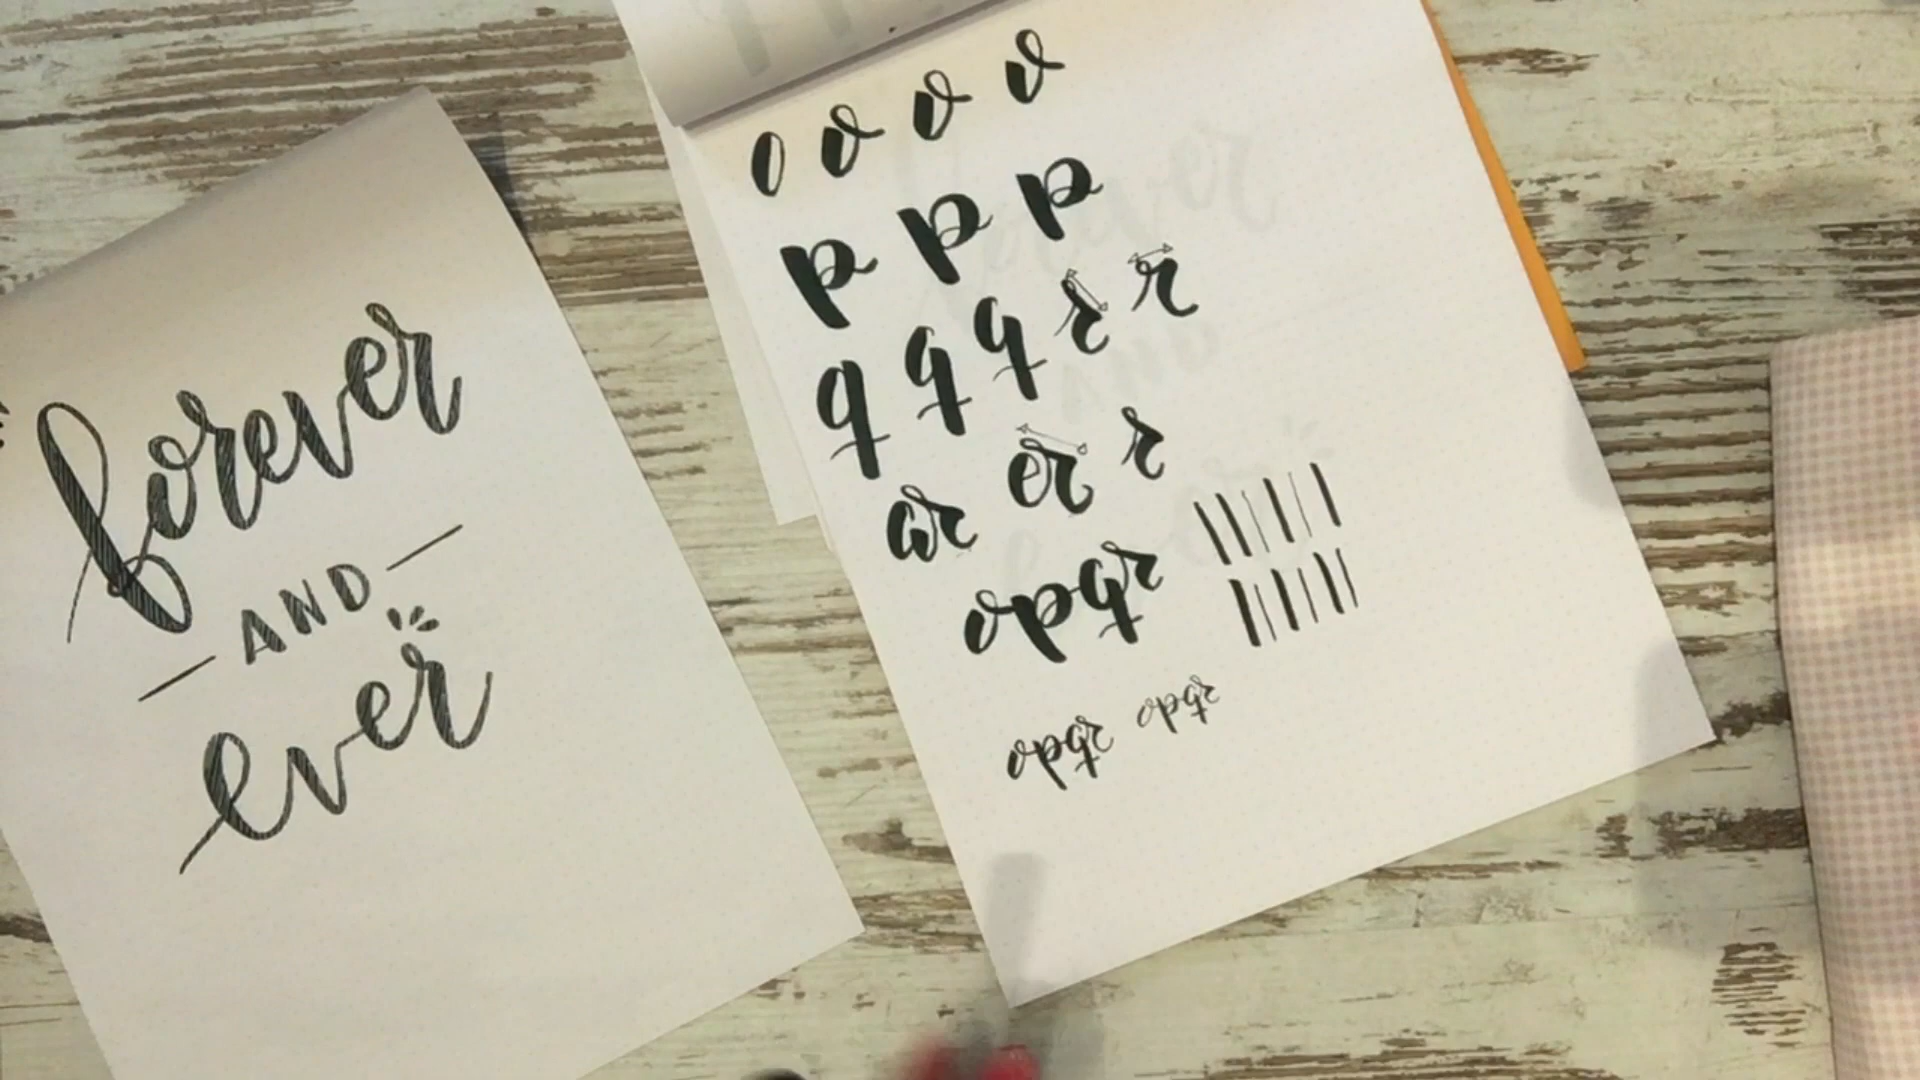 forever
AND
ever
o o o o
p p p
q q q r r
ar er r
opqr
opqr opqr